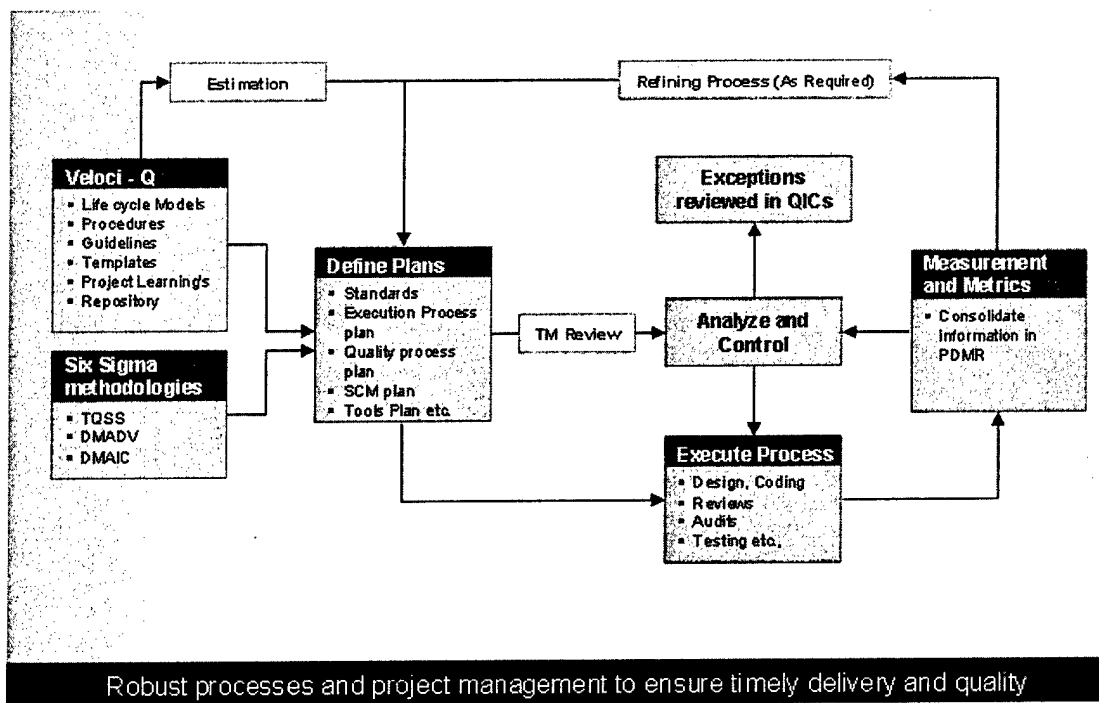 Estimation
Refining Process (As Required)
Veloci - Q
▪ Life cycle Models
▪ Procedures
▪ Guidelines
▪ Templates
▪ Project Learning's
▪ Repository
Six Sigma
methodologies
▪ TQSS
▪ DMADV
▪ DMAIC
Define Plans
▪ Standards
▪ Execution Process
plan
▪ Quality process
plan
▪ SCM plan
▪ Tools Plan etc.
TM Review
Exceptions
reviewed in QICs
Analyze and
Control
Execute Process
▪ Design, Coding
▪ Reviews
▪ Audits
▪ Testing etc.,
Measurement
and Metrics
▪ Consolidate
Information in
PDMR
Robust processes and project management to ensure timely delivery and quality